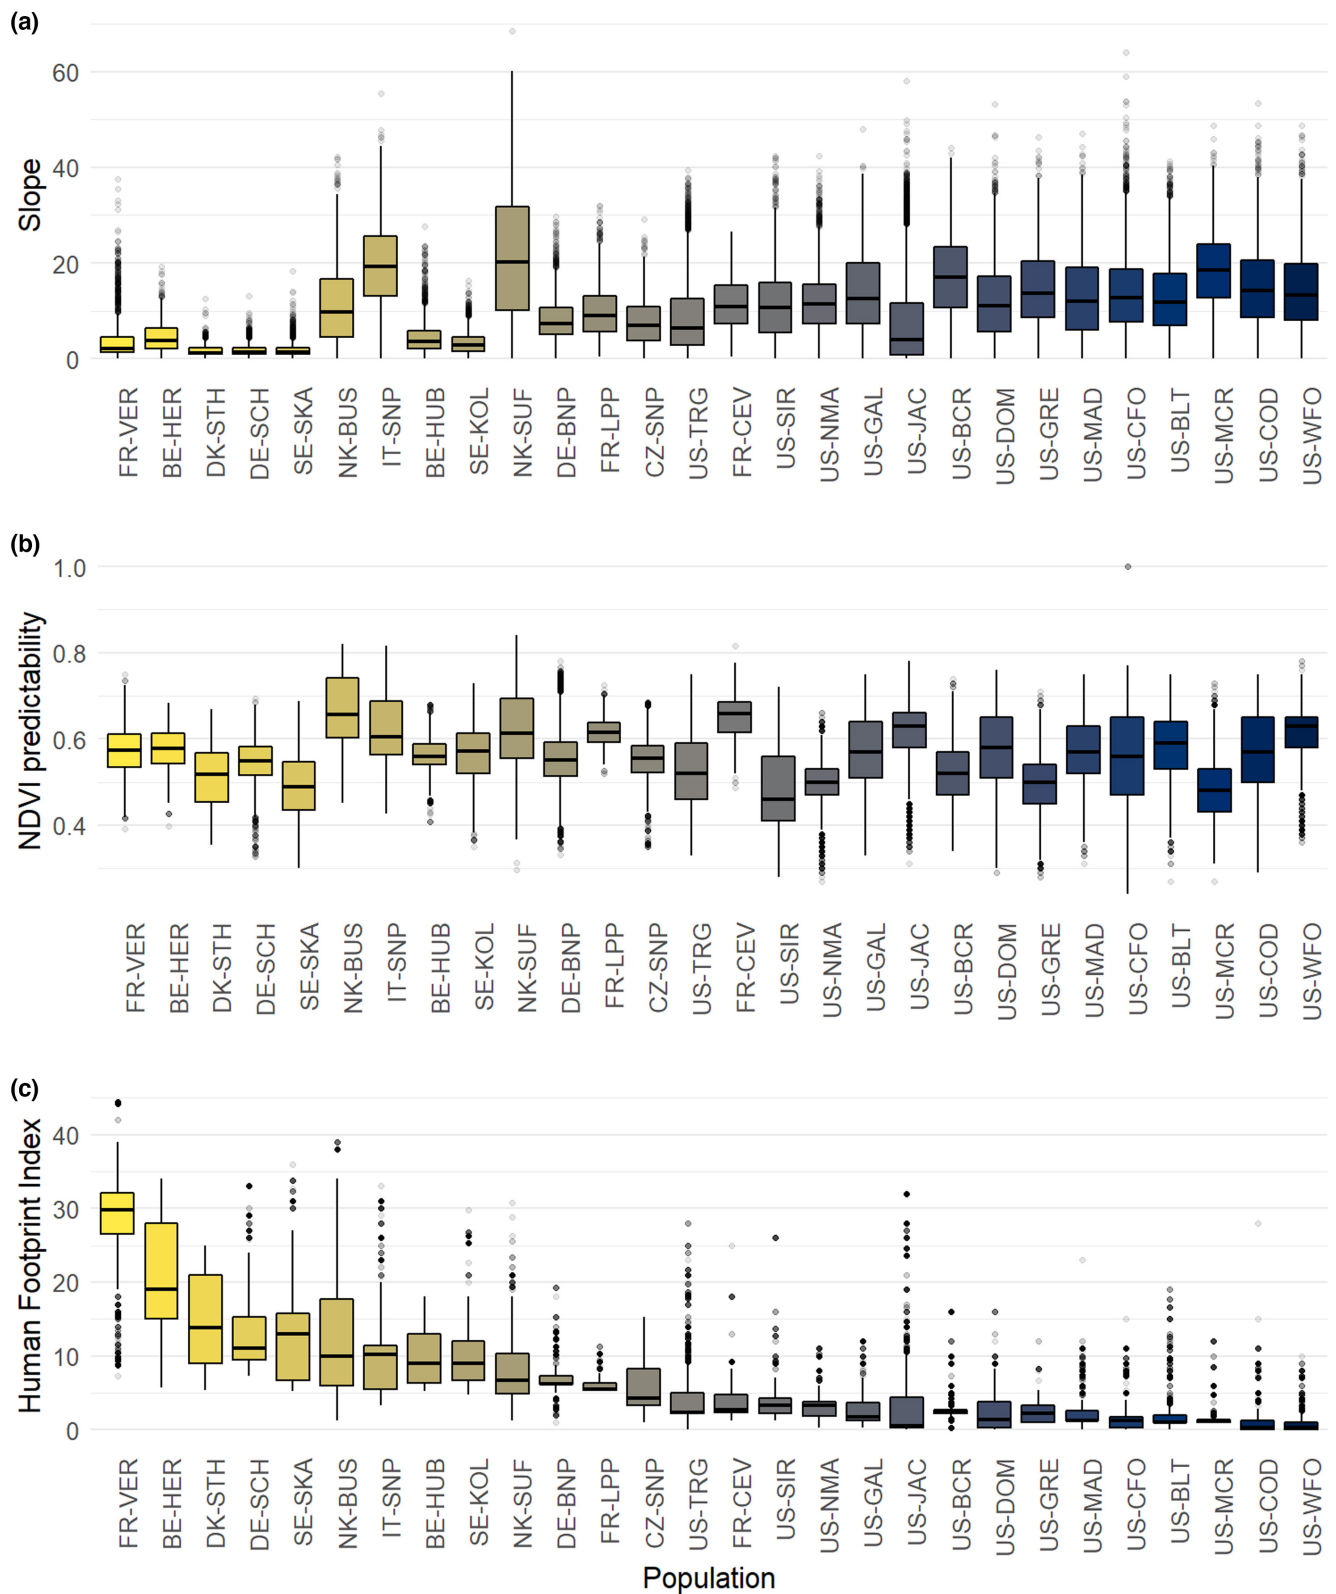 (a)
Slope
60
40
20
0
FR-VER
BE-HER
DK-STH
DE-SCH
SE-SKA
NK-BUS
IT-SNP
BE-HUB
SE-KOL
NK-SUF
DE-BNP
FR-LPP
CZ-SNP
US-TRG
FR-CEV
US-SIR
US-NMA
US-GAL
US-JAC
US-BCR
US-DOM
US-GRE
US-MAD
US-CFO
US-BLT
US-MCR
US-COD
US-WFO
(b)
NDVI predictability
1.0
0.8
0.6
0.4
FR-VER
BE-HER
DK-STH
DE-SCH
SE-SKA
NK-BUS
IT-SNP
BE-HUB
SE-KOL
NK-SUF
DE-BNP
FR-LPP
CZ-SNP
US-TRG
FR-CEV
US-SIR
US-NMA
US-GAL
US-JAC
US-BCR
US-DOM
US-GRE
US-MAD
US-CFO
US-BLT
US-MCR
US-COD
US-WFO
(c)
Human Footprint Index
40
30
20
10
0
FR-VER
BE-HER
DK-STH
DE-SCH
SE-SKA
NK-BUS
IT-SNP
BE-HUB
SE-KOL
NK-SUF
DE-BNP
FR-LPP
CZ-SNP
US-TRG
FR-CEV
US-SIR
US-NMA
US-GAL
US-JAC
US-BCR
US-DOM
US-GRE
US-MAD
US-CFO
US-BLT
US-MCR
US-COD
US-WFO
Population